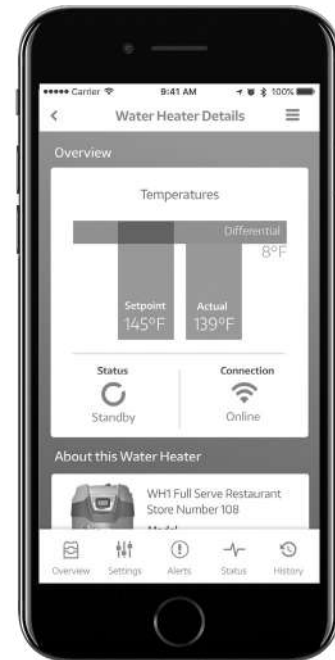 Carrier 9:41 AM 100%
Water Heater Details
Overview
Temperatures
Differential
8°F
Setpoint
145°F
Actual
139°F
Status
Connection
Standby
Online
About this Water Heater
WH1 Full Serve Restaurant
Store Number 108
Model
Overview Settings Alerts Status History